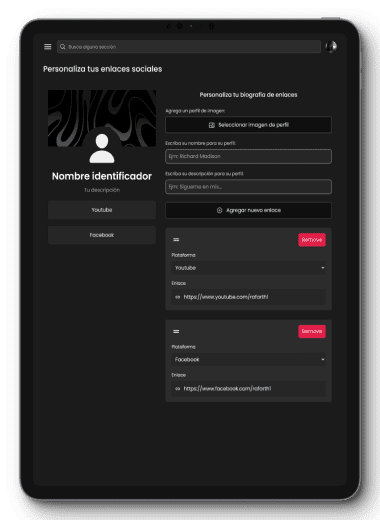 Busca alguna sección
Personaliza tus enlaces sociales
Nombre identificador
Tu descripción
Youtube
Facebook
Personaliza tu biografía de enlaces
Agrega un perfil de imagen:
Seleccionar imagen de perfil
Escriba su nombre para su perfil:
Ejm: Richard Madison
Escriba su descripción para su perfil:
Ejm: Sígueme en mis...
Agregar nuevo enlace
Remove
Plataforma
Youtube
Enlace
https://www.youtube.com/raforth1
Remove
Plataforma
Facebook
Enlace
https://www.facebook.com/raforth1